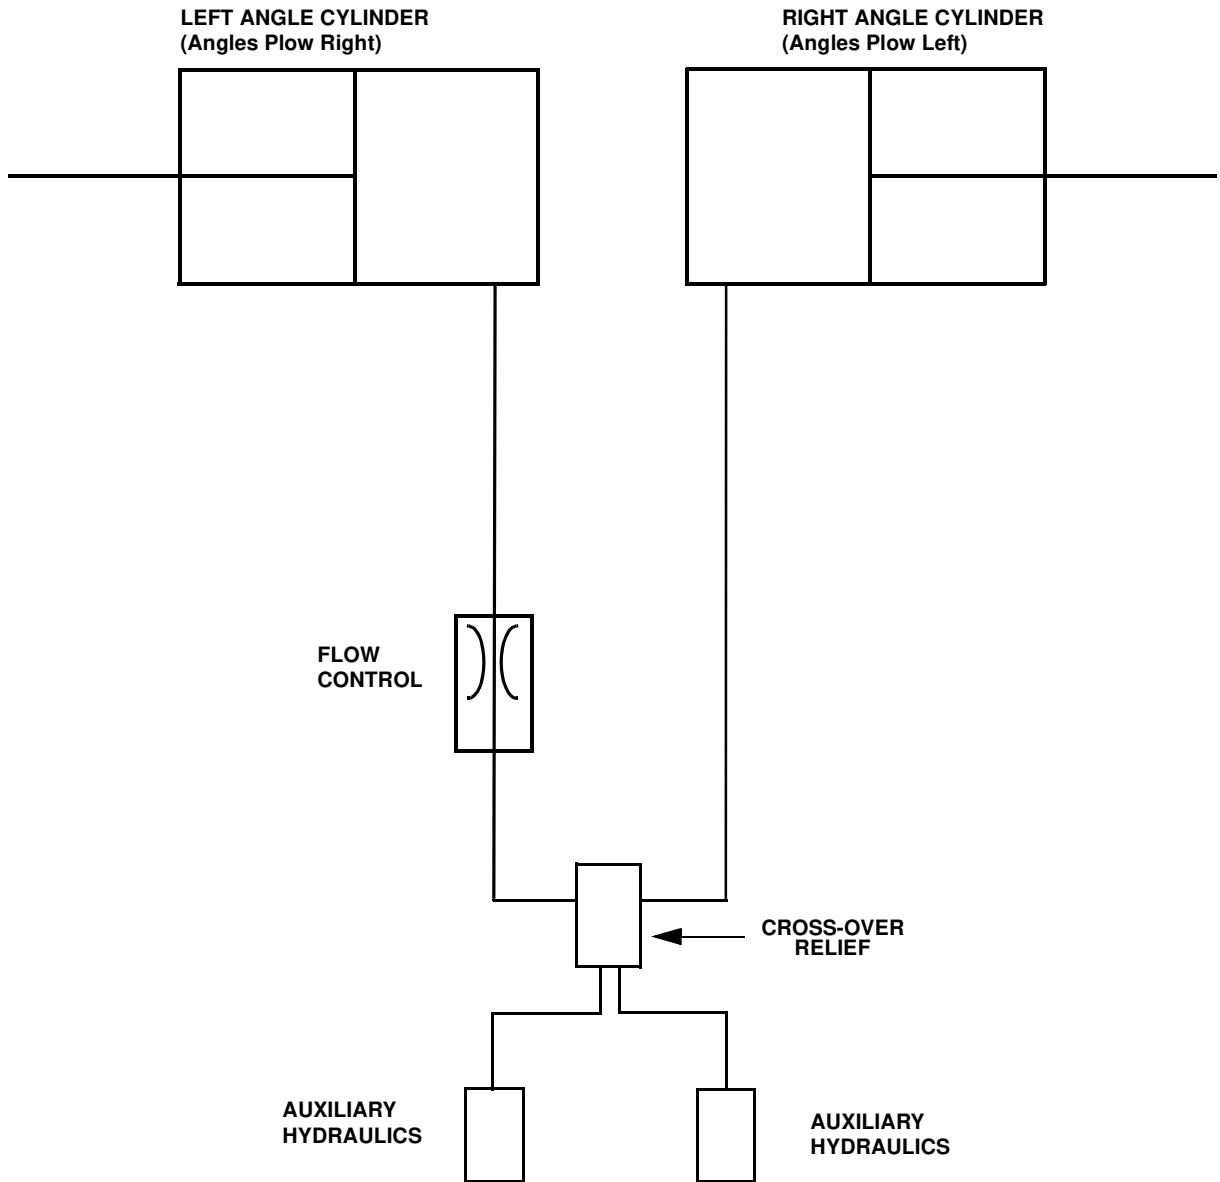 LEFT ANGLE CYLINDER
(Angles Plow Right)
RIGHT ANGLE CYLINDER
(Angles Plow Left)
FLOW
CONTROL
CROSS-OVER
RELIEF
AUXILIARY
HYDRAULICS
AUXILIARY
HYDRAULICS